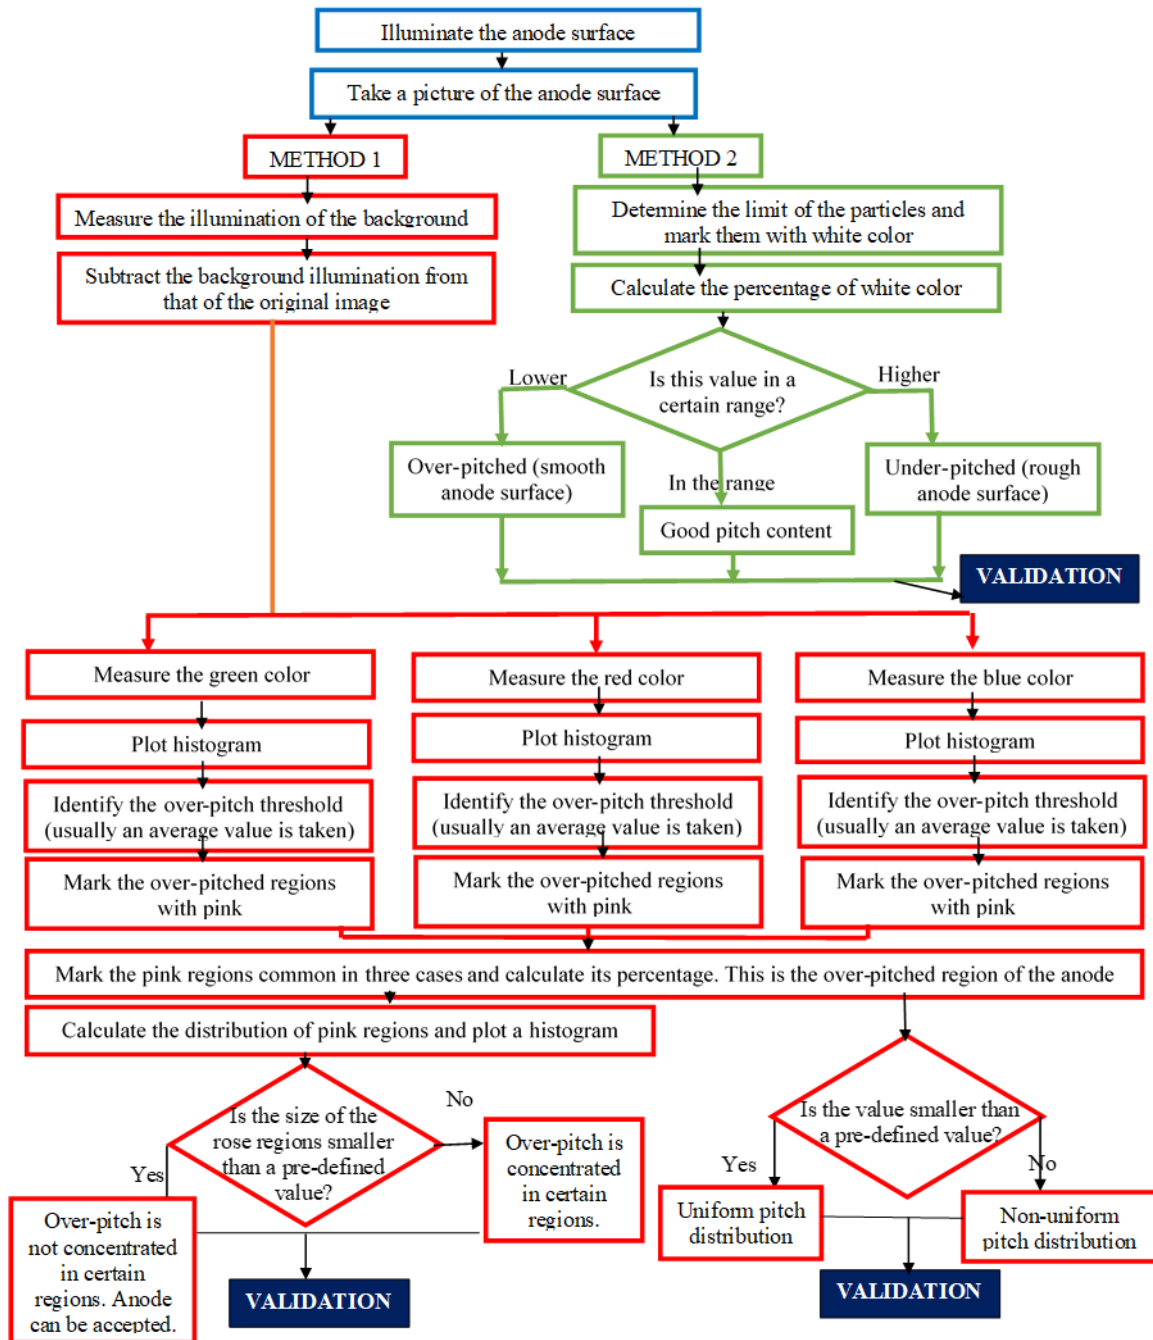 Illuminate the anode surface
Take a picture of the anode surface
METHOD 1
METHOD 2
Measure the illumination of the background
Subtract the background illumination from
that of the original image
Determine the limit of the particles and
mark them with white color
Calculate the percentage of white color
Is this value in a
certain range?
Lower
Higher
In the range
Over-pitched (smooth
anode surface)
Good pitch content
Under-pitched (rough
anode surface)
VALIDATION
Measure the green color
Plot histogram
Identify the over-pitch threshold
(usually an average value is taken)
Mark the over-pitched regions
with pink
Measure the red color
Plot histogram
Identify the over-pitch threshold
(usually an average value is taken)
Mark the over-pitched regions
with pink
Measure the blue color
Plot histogram
Identify the over-pitch threshold
(usually an average value is taken)
Mark the over-pitched regions
with pink
Mark the pink regions common in three cases and calculate its percentage. This is the over-pitched region of the anode
Calculate the distribution of pink regions and plot a histogram
Is the size of the
rose regions smaller
than a pre-defined
value?
Yes
No
Over-pitch is
not concentrated
in certain
regions. Anode
can be accepted.
Over-pitch is
concentrated
in certain
regions.
VALIDATION
Is the value smaller than
a pre-defined value?
Yes
No
Uniform pitch
distribution
Non-uniform
pitch distribution
VALIDATION